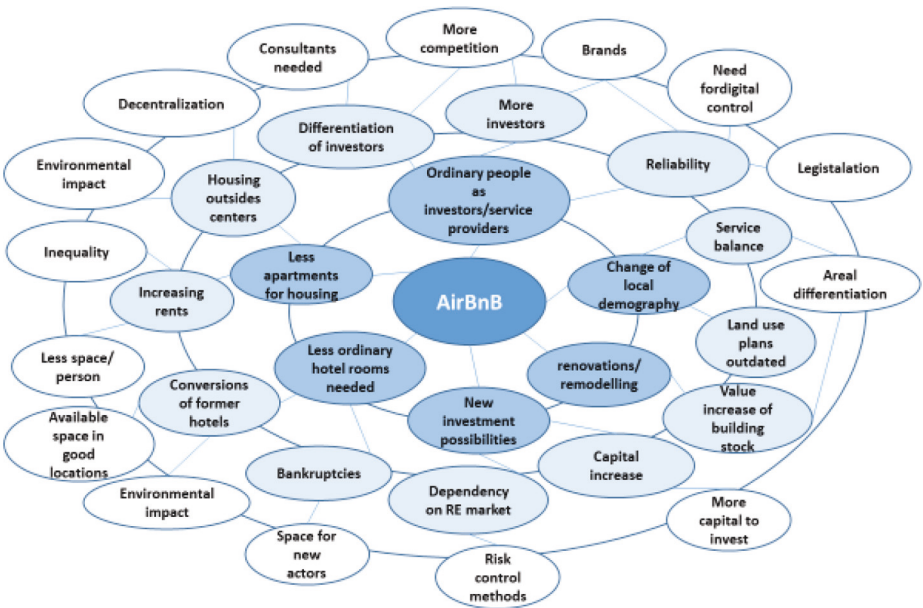 More
competition
Consultants
needed
Brands
Need
fordigital
control
Decentralization
Differentiation
of investors
More
investors
Environmental
impact
Housing
outsides
centers
Ordinary people
as
investors/service
providers
Reliability
Legistalation
Inequality
Less
apartments
for housing
Service
balance
Increasing
rents
AirBnB
Change of
local
demography
Areal
differentiation
Less space/
person
Less ordinary
hotel rooms
needed
renovations/
remodelling
Land use
plans
outdated
Available
space in
good
locations
Conversions
of former
hotels
New
investment
possibilities
Value
increase of
building
stock
Environmental
impact
Bankruptcies
Dependency
on RE market
Capital
increase
More
capital to
invest
Space for
new
actors
Risk
control
methods